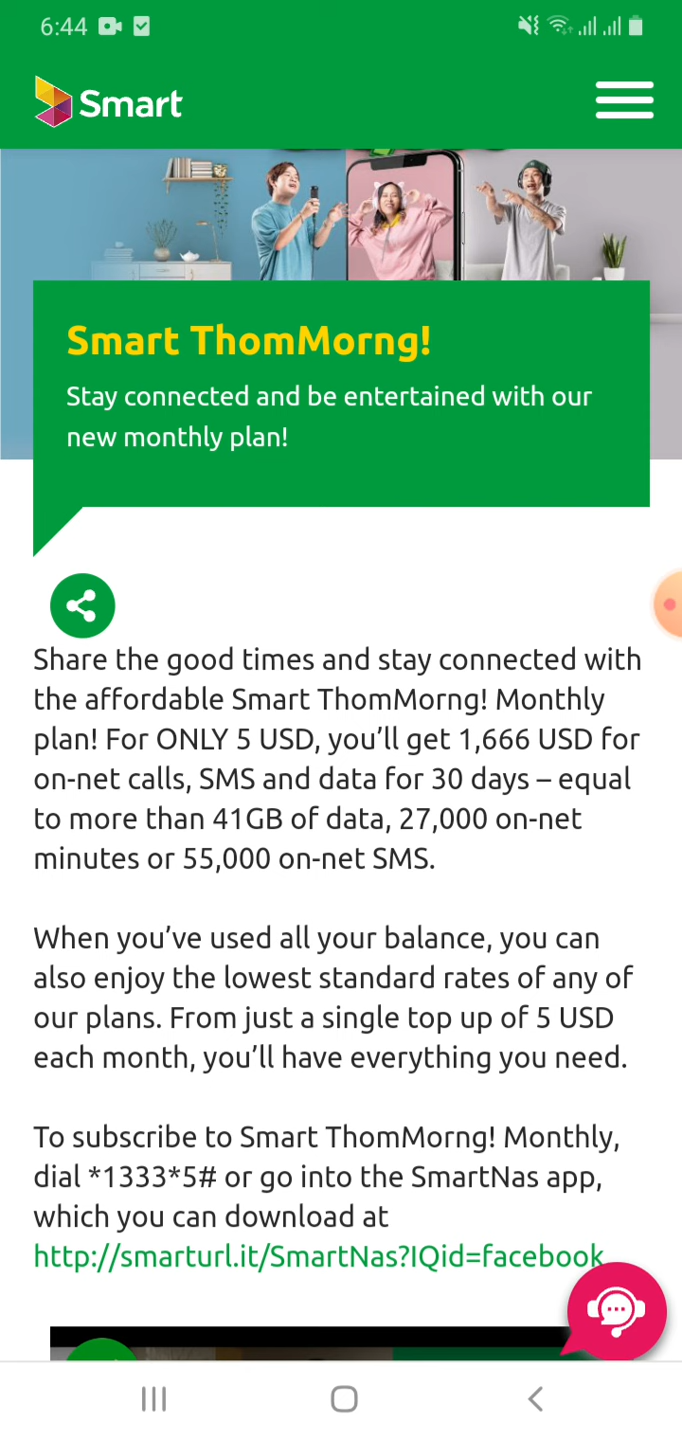 6:44
Smart
Smart ThomMorng!
Stay connected and be entertained with our
new monthly plan!
Share the good times and stay connected with
the affordable Smart ThomMorng! Monthly
plan! For ONLY 5 USD, you’ll get 1,666 USD for
on-net calls, SMS and data for 30 days – equal
to more than 41GB of data, 27,000 on-net
minutes or 55,000 on-net SMS.
When you’ve used all your balance, you can
also enjoy the lowest standard rates of any of
our plans. From just a single top up of 5 USD
each month, you’ll have everything you need.
To subscribe to Smart ThomMorng! Monthly,
dial *1333*5# or go into the SmartNas app,
which you can download at
http://smarturl.it/SmartNas?IQid=facebook